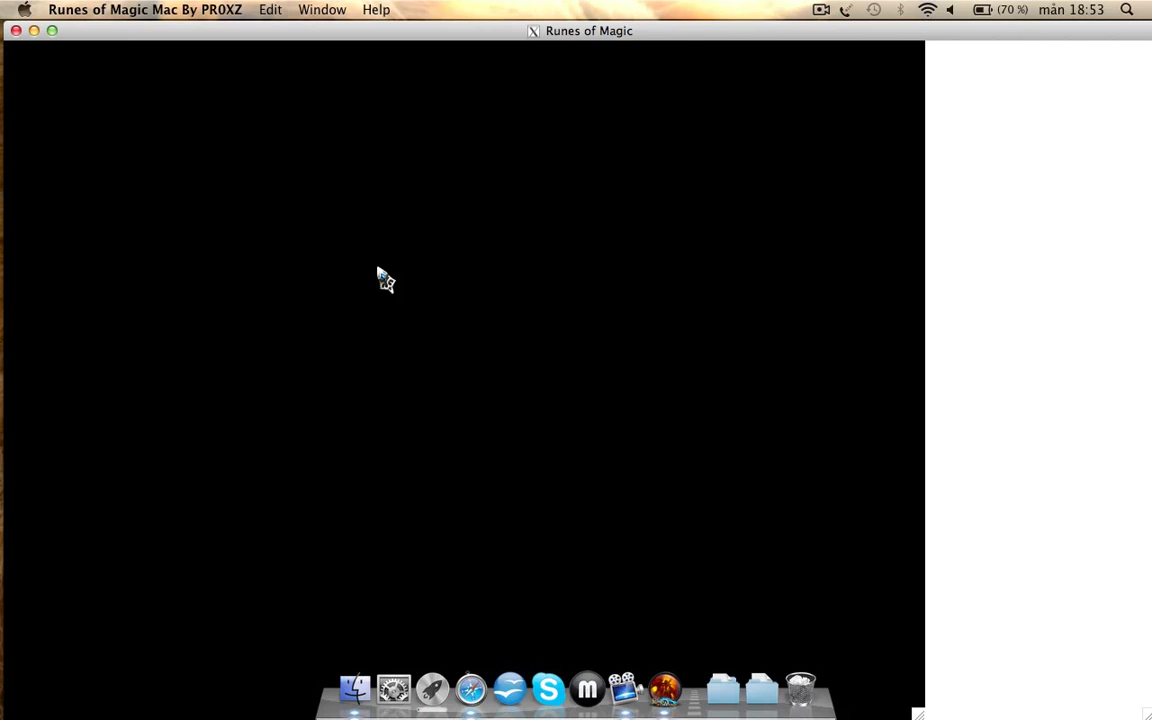 Runes of Magic Mac By PR0XZ Edit Window Help (70 %) mån 18:53
X Runes of Magic
m